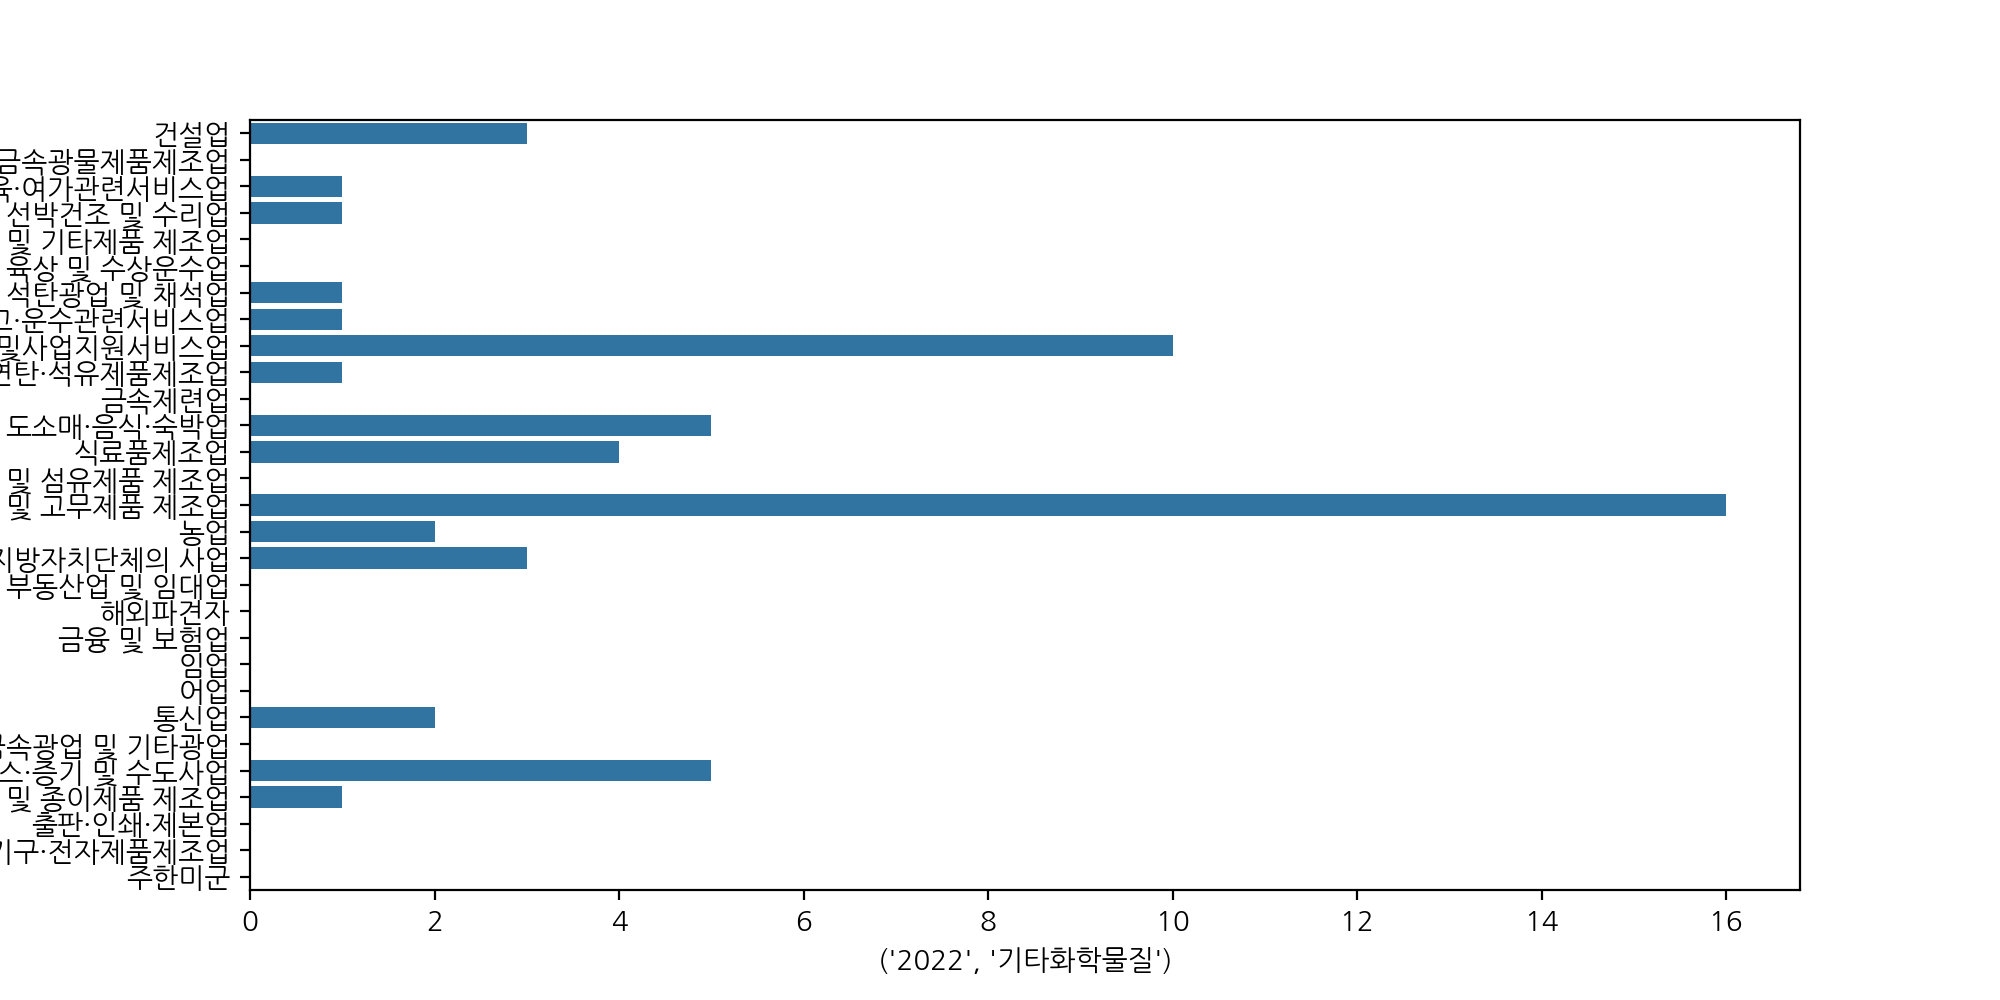 건설업
금속광물제품제조업
·여가관련서비스업
선박건조 및 수리업
및 기타제품 제조업
육상 및 수상운수업
석탄광업 및 채석업
·운수관련서비스업
및사업지원서비스업
연탄·석유제품제조업
금속제련업
도소매·음식·숙박업
식료품제조업
및 섬유제품 제조업
및 고무제품 제조업
농업
지방자치단체의 사업
부동산업 및 임대업
해외파견자
금융 및 보험업
임업
어업
통신업
금속광업 및 기타광업
스·증기 및 수도사업
및 종이제품 제조업
출판·인쇄·제본업
기구·전자제품제조업
주한미군
0 2 4 6 8 10 12 14 16
('2022', '기타화학물질')